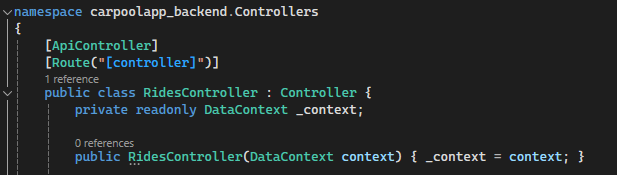 namespace carpoolapp_backend.Controllers
{
[ApiController]
[Route("[controller]")]
1 reference
public class RidesController : Controller {
private readonly DataContext _context;
0 references
public RidesController(DataContext context) { _context = context; }